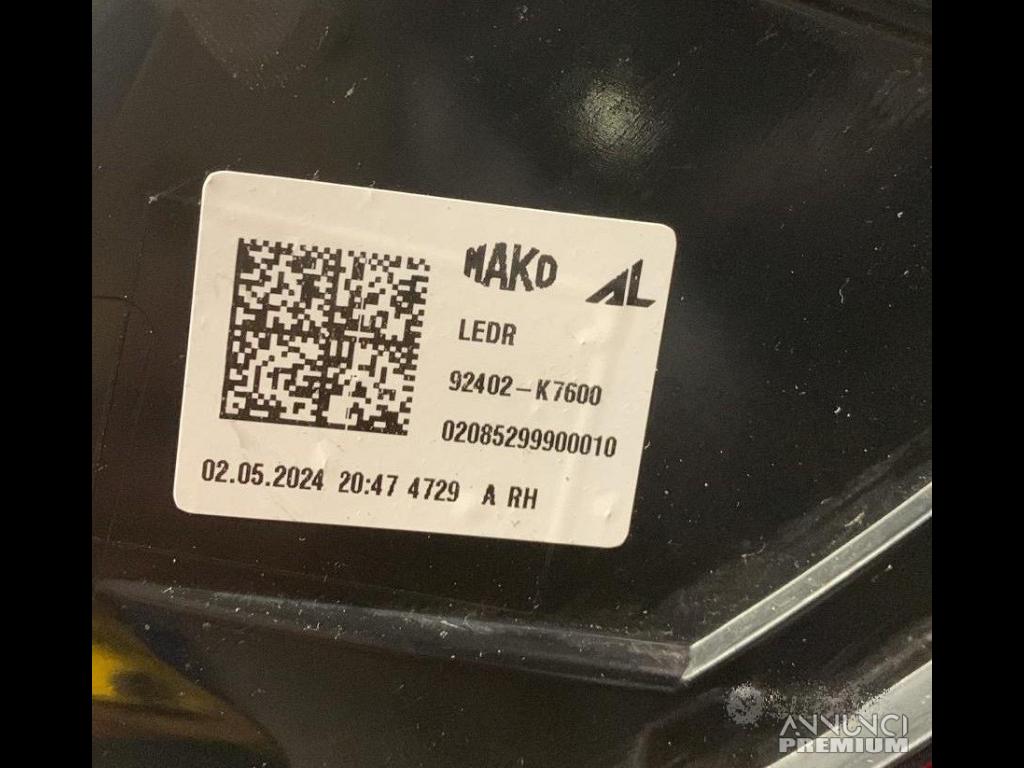 MAKO AL
LEDR
92402-K7600
02085299900010
02.05.2024 20:47 4729 A RH
ANNUNCI
PREMIUM